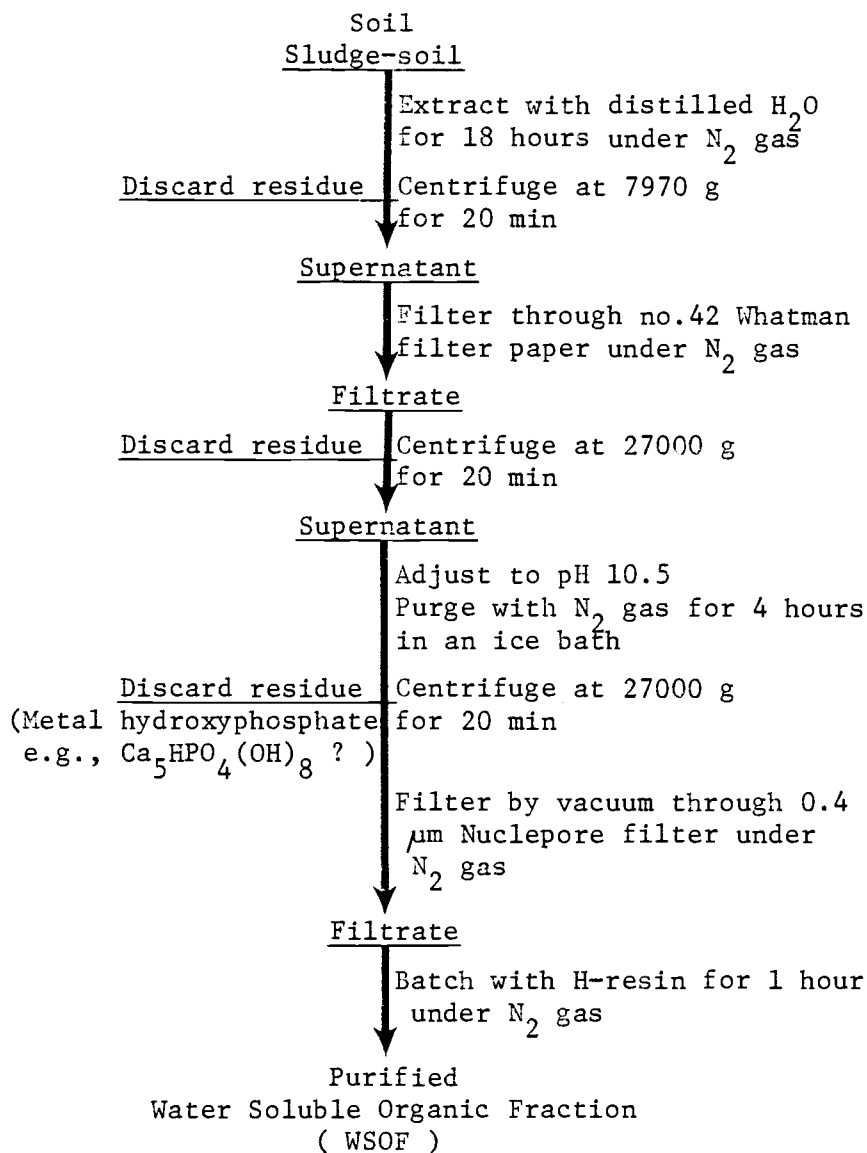 Soil
Sludge-soil
Extract with distilled H2O
for 18 hours under N2 gas
Discard residue
Centrifuge at 7970 g
for 20 min
Supernatant
Filter through no.42 Whatman
filter paper under N2 gas
Filtrate
Discard residue
Centrifuge at 27000 g
for 20 min
Supernatant
Adjust to pH 10.5
Purge with N2 gas for 4 hours
in an ice bath
Discard residue
(Metal hydroxyphosphate
e.g., Ca5HPO4(OH)8 ? )
Centrifuge at 27000 g
for 20 min
Filter by vacuum through 0.4
μm Nuclepore filter under
N2 gas
Filtrate
Batch with H-resin for 1 hour
under N2 gas
Purified
Water Soluble Organic Fraction
( WSOF )